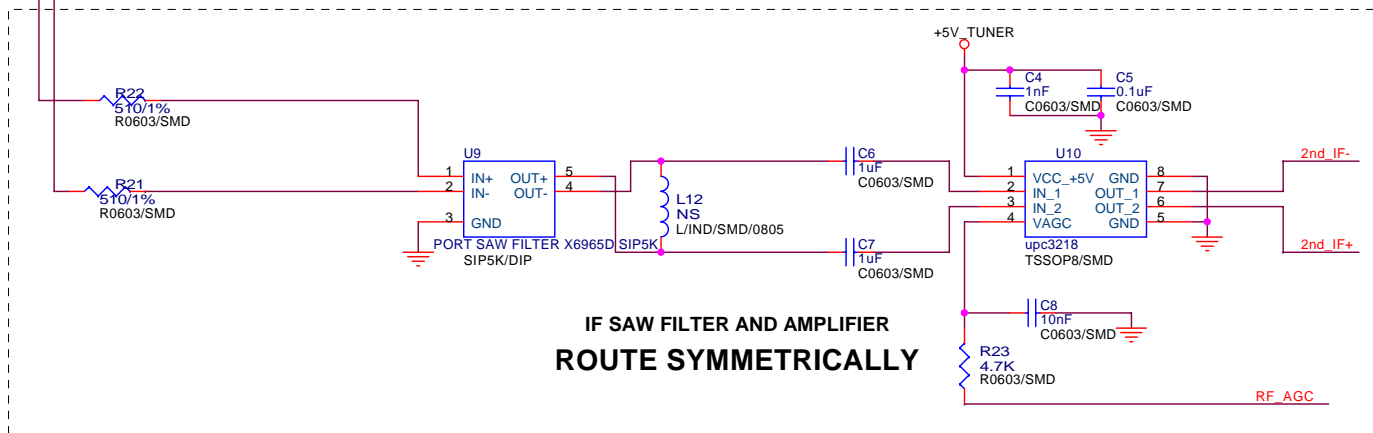 +5V_TUNER
C4
1nF
C0603/SMD
C5
0.1uF
C0603/SMD
R22
510/1%
R0603/SMD
R21
510/1%
R0603/SMD
U9
1
2
3
IN+
IN-
GND
OUT+
OUT-
5
4
PORT SAW FILTER X6965D SIP5K
SIP5K/DIP
L12
NS
L/IND/SMD/0805
C6
1uF
C0603/SMD
C7
1uF
C0603/SMD
U10
1
2
3
4
VCC_+5V
IN_1
IN_2
VAGC
GND
OUT_1
OUT_2
GND
8
7
6
5
upc3218
TSSOP8/SMD
2nd_IF-
2nd_IF+
C8
10nF
C0603/SMD
R23
4.7K
R0603/SMD
RF_AGC
IF SAW FILTER AND AMPLIFIER
ROUTE SYMMETRICALLY